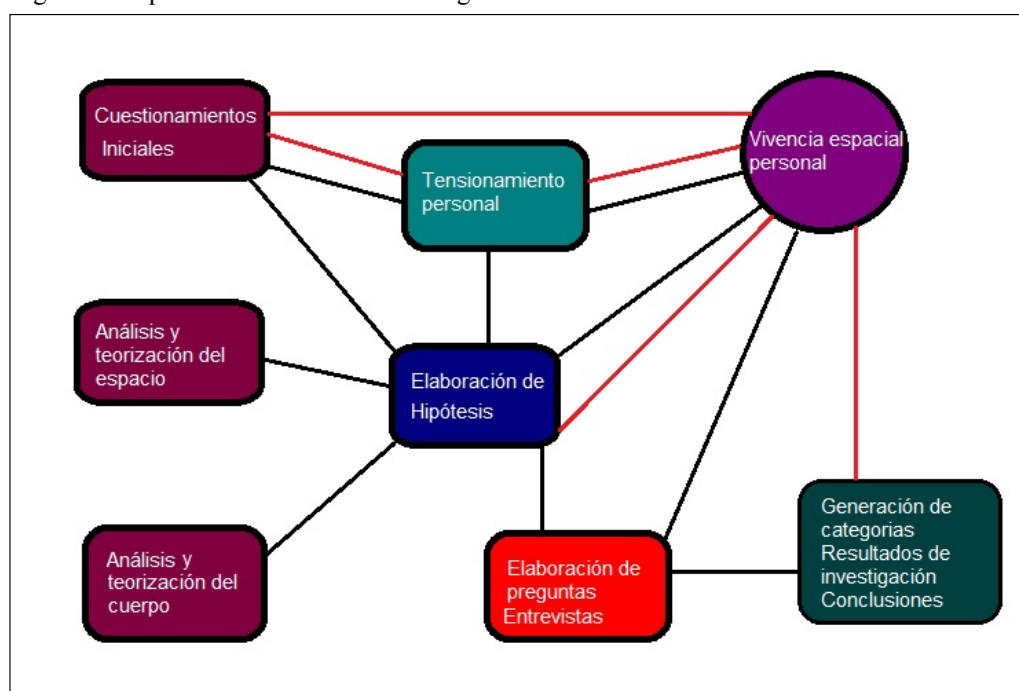 Cuestionamientos
Iniciales
Vivencia espacial
personal
Tensionamiento
personal
Análisis y
teorización del
espacio
Elaboración de
Hipótesis
Análisis y
teorización del
cuerpo
Elaboración de
preguntas
Entrevistas
Generación de
categorias
Resultados de
investigación
Conclusiones